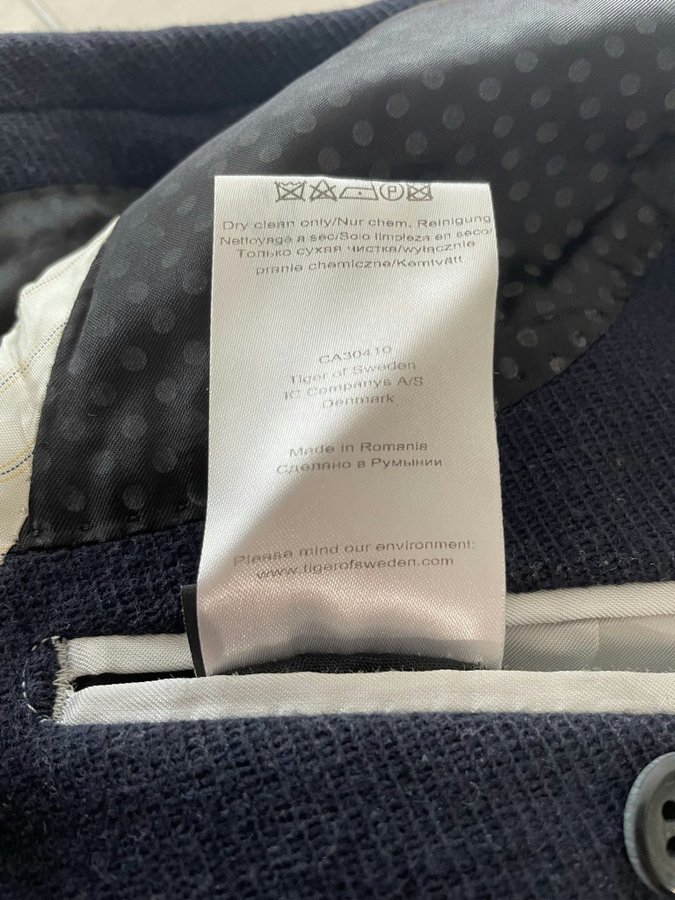 Dry clean only/Nur chem. Reinigung
Nettoyage a sec/Solo limpieza en seco/
Только сухая чистка/wyłacznie
pranie chemiczne/Kemtvätt
CA30410
Tiger of Sweden
IC Companys A/S
Denmark
Made in Romania
Сделано в Румынии
Please mind our environment:
www.tigerofsweden.com